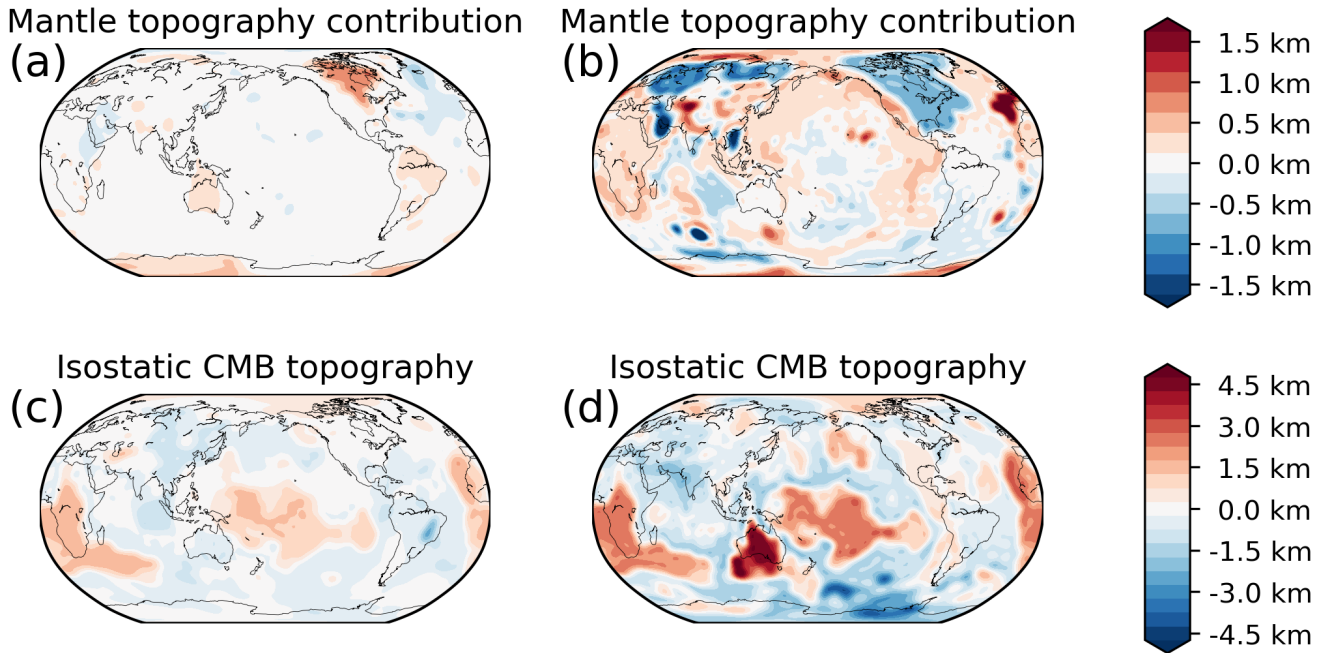 Mantle topography contribution
Mantle topography contribution
(a)
(b)
1.5 km
1.0 km
0.5 km
0.0 km
-0.5 km
-1.0 km
-1.5 km
Isostatic CMB topography
Isostatic CMB topography
(c)
(d)
4.5 km
3.0 km
1.5 km
0.0 km
-1.5 km
-3.0 km
-4.5 km